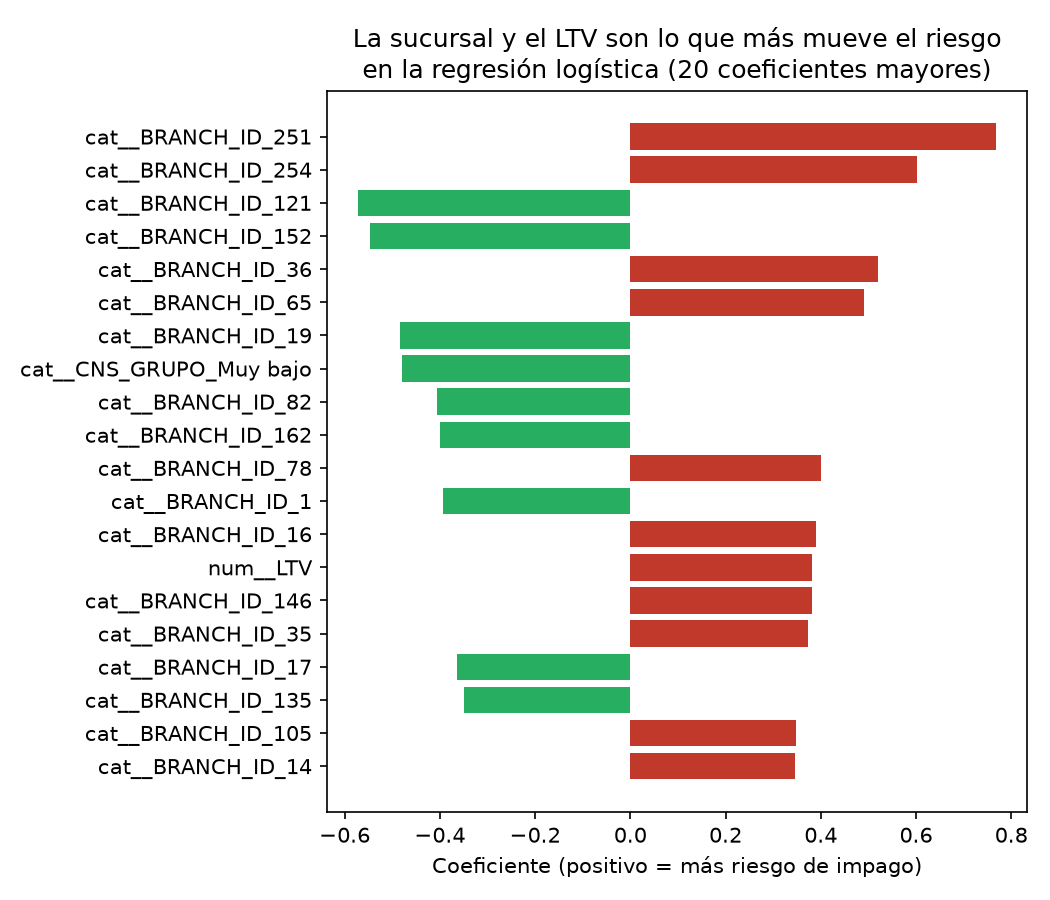 La sucursal y el LTV son lo que más mueve el riesgo
en la regresión logística (20 coeficientes mayores)
cat__BRANCH_ID_251
cat__BRANCH_ID_254
cat__BRANCH_ID_121
cat__BRANCH_ID_152
cat__BRANCH_ID_36
cat__BRANCH_ID_65
cat__BRANCH_ID_19
cat__CNS_GRUPO_Muy bajo
cat__BRANCH_ID_82
cat__BRANCH_ID_162
cat__BRANCH_ID_78
cat__BRANCH_ID_1
cat__BRANCH_ID_16
num__LTV
cat__BRANCH_ID_146
cat__BRANCH_ID_35
cat__BRANCH_ID_17
cat__BRANCH_ID_135
cat__BRANCH_ID_105
cat__BRANCH_ID_14
−0.6 −0.4 −0.2 0.0 0.2 0.4 0.6 0.8
Coeficiente (positivo = más riesgo de impago)